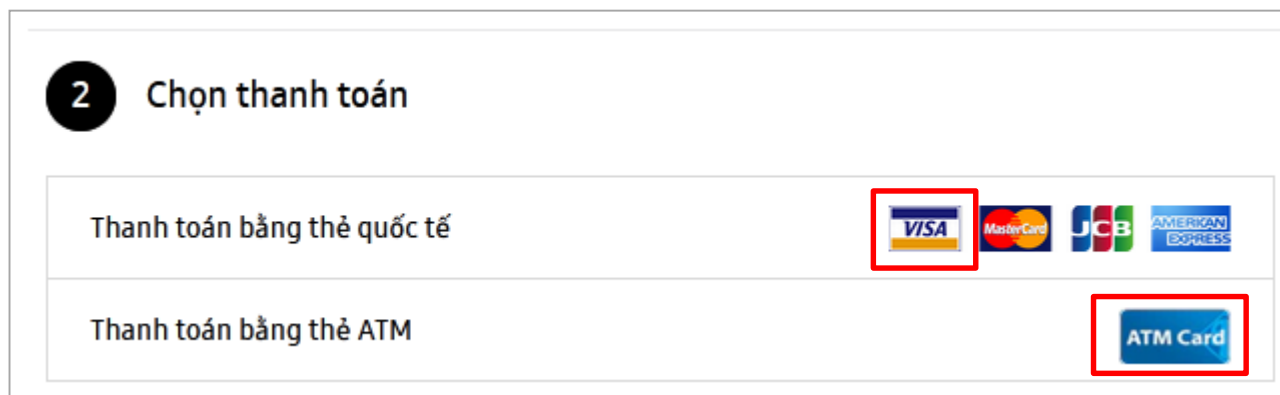 2 Chọn thanh toán
Thanh toán bằng thẻ quốc tế VISA MasterCard JCB AMERICAN EXPRESS
Thanh toán bằng thẻ ATM ATM Card